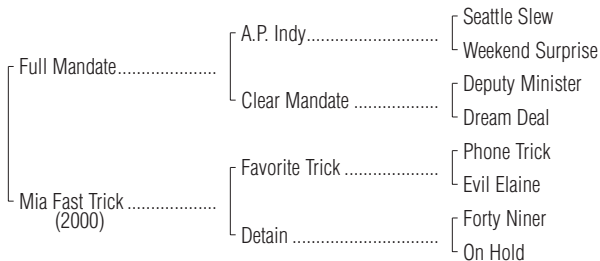 Seattle Slew
A.P. Indy......................
Weekend Surprise
Full Mandate.....................
Deputy Minister
Clear Mandate ..................
Dream Deal
Phone Trick
Favorite Trick ....................
Evil Elaine
Mia Fast Trick ...................
(2000)
Forty Niner
Detain ...............................
On Hold